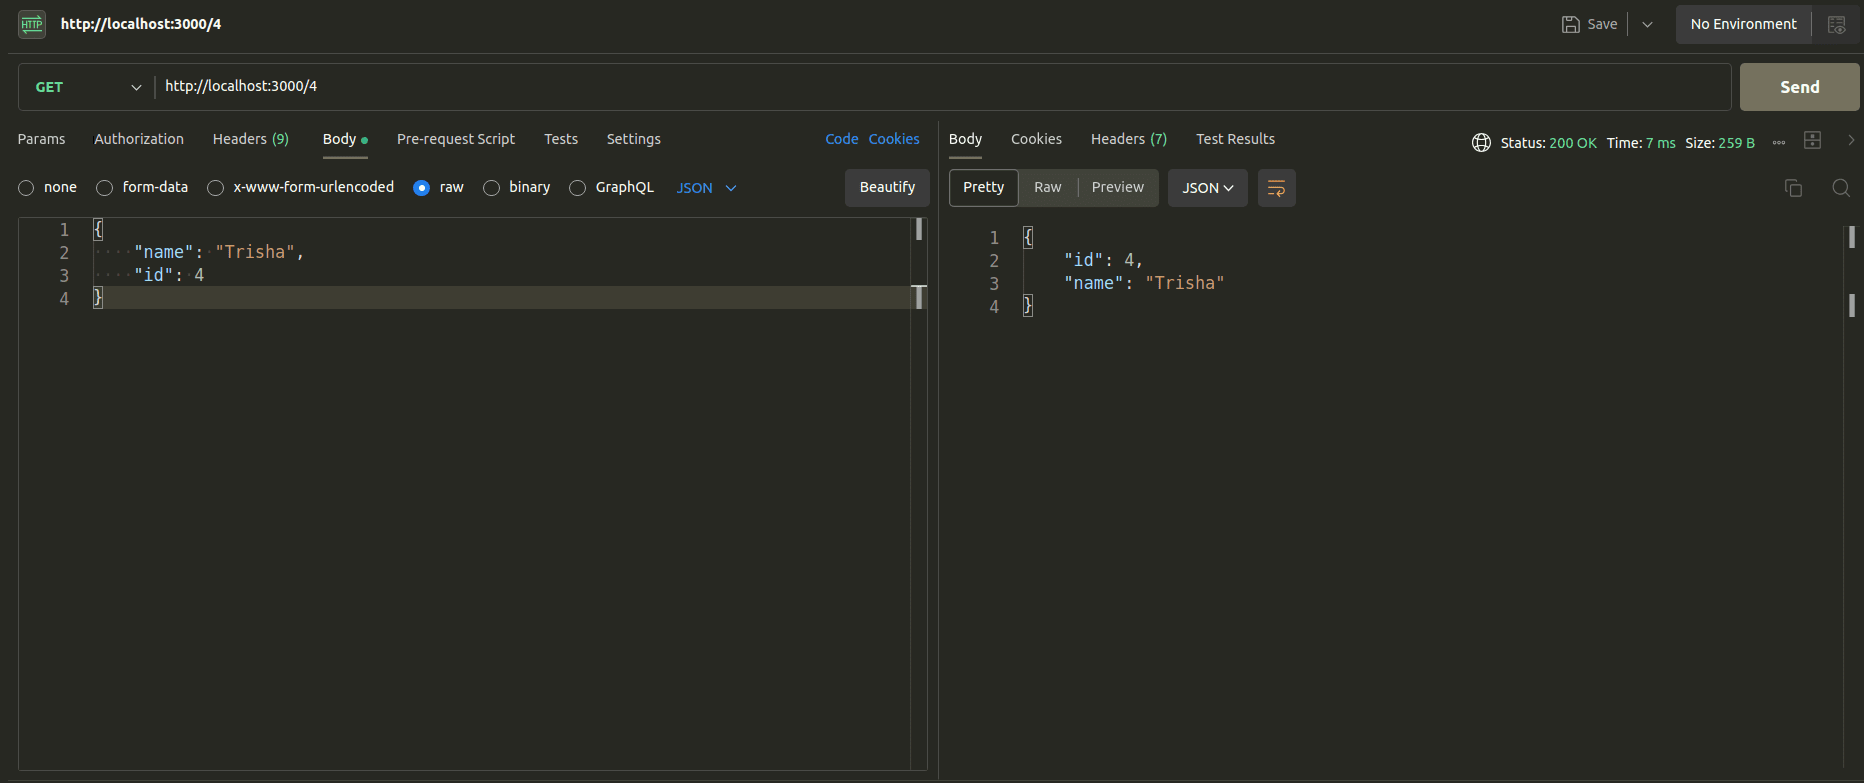 HTTP http://localhost:3000/4 Save No Environment
GET http://localhost:3000/4 Send
Params Authorization Headers (9) Body Pre-request Script Tests Settings Code Cookies
none form-data x-www-form-urlencoded raw binary GraphQL JSON Beautify
1 {
2 "name": "Trisha",
3 "id": 4
4 }
Body Cookies Headers (7) Test Results Status: 200 OK Time: 7 ms Size: 259 B
Pretty Raw Preview JSON
1 {
2 "id": 4,
3 "name": "Trisha"
4 }